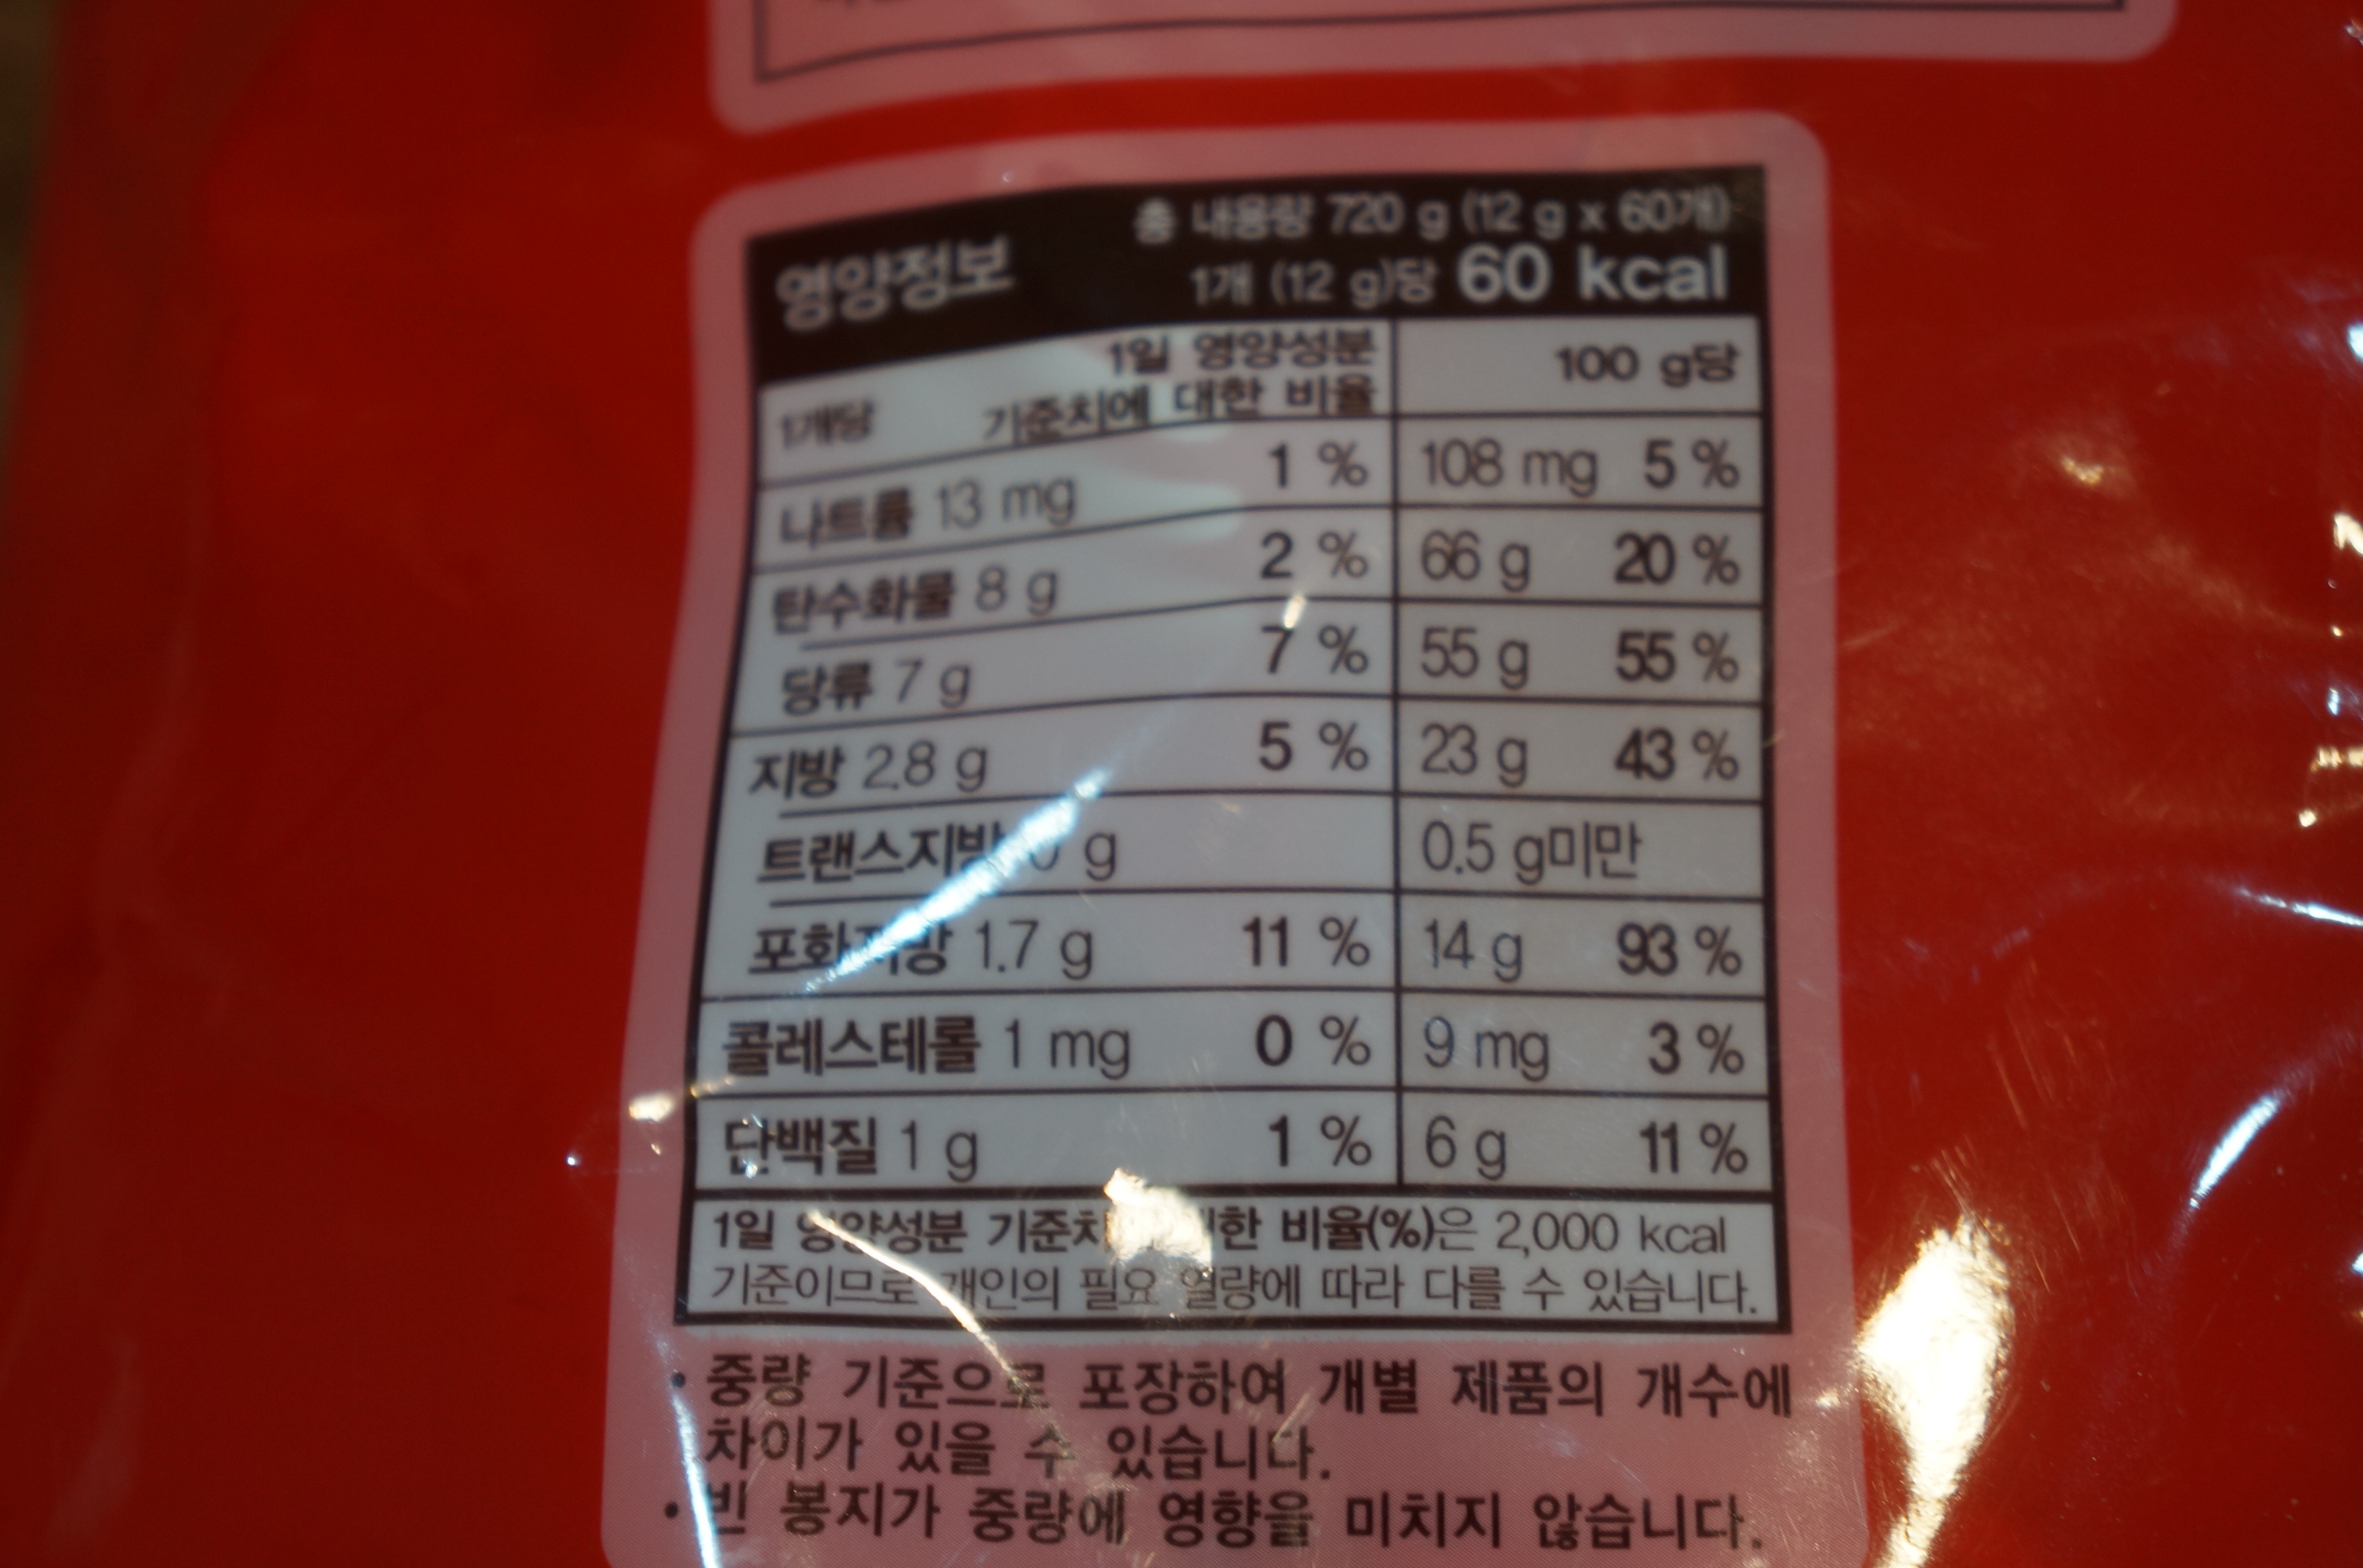 영양정보
총 내용량 720 g (12 g x 60개)
1개 (12 g)당 60 kcal
1개당 1일 영양성분 기준치에 대한 비율 100 g당
나트륨 13 mg 1 % 108 mg 5 %
탄수화물 8 g 2 % 66 g 20 %
당류 7 g 7 % 55 g 55 %
지방 2.8 g 5 % 23 g 43 %
트랜스지방 0 g 0.5 g미만
포화지방 1.7 g 11 % 14 g 93 %
콜레스테롤 1 mg 0 % 9 mg 3 %
단백질 1 g 1 % 6 g 11 %
1일 영양성분 기준치에 대한 비율(%)은 2,000 kcal
기준이므로 개인의 필요 열량에 따라 다를 수 있습니다.
• 중량 기준으로 포장하여 개별 제품의 개수에
차이가 있을 수 있습니다.
• 빈 봉지가 중량에 영향을 미치지 않습니다.